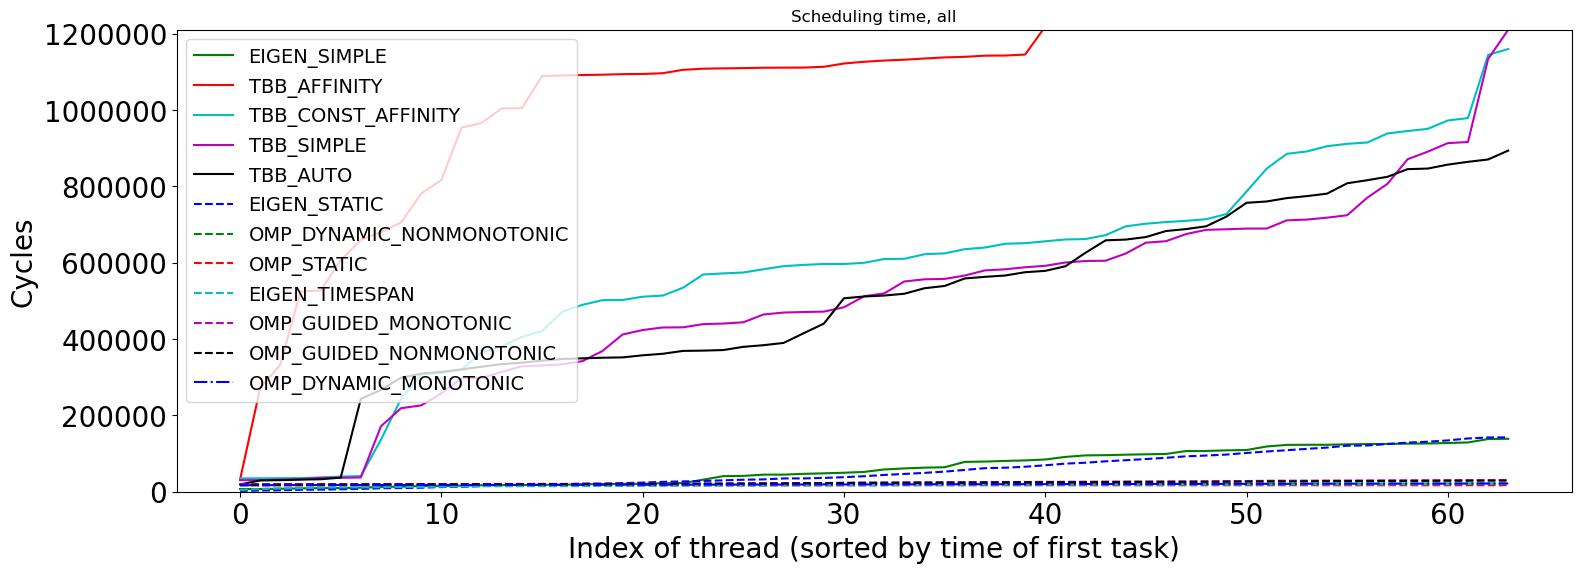 Scheduling time, all
1200000
1000000
800000
600000
400000
200000
0
Cycles
EIGEN_SIMPLE
TBB_AFFINITY
TBB_CONST_AFFINITY
TBB_SIMPLE
TBB_AUTO
EIGEN_STATIC
OMP_DYNAMIC_NONMONOTONIC
OMP_STATIC
EIGEN_TIMESPAN
OMP_GUIDED_MONOTONIC
OMP_GUIDED_NONMONOTONIC
OMP_DYNAMIC_MONOTONIC
0 10 20 30 40 50 60
Index of thread (sorted by time of first task)